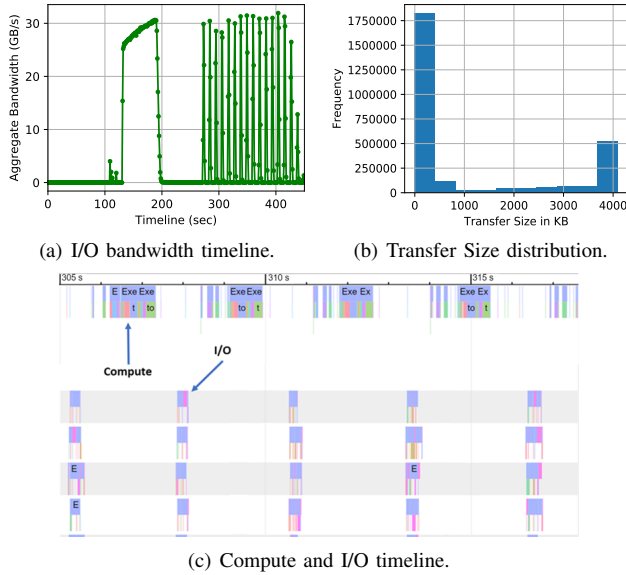 Aggregate Bandwidth (GB/s)
30
20
10
0
0 100 200 300 400
Timeline (sec)
(a) I/O bandwidth timeline.
Frequency
1750000
1500000
1250000
1000000
750000
500000
250000
0
0 1000 2000 3000 4000
Transfer Size in KB
(b) Transfer Size distribution.
305 s 310 s 315 s
E Exe Exe Exe Exe Exe Ex Exe Ex
t to to t to t
Compute
I/O
E E
E
(c) Compute and I/O timeline.